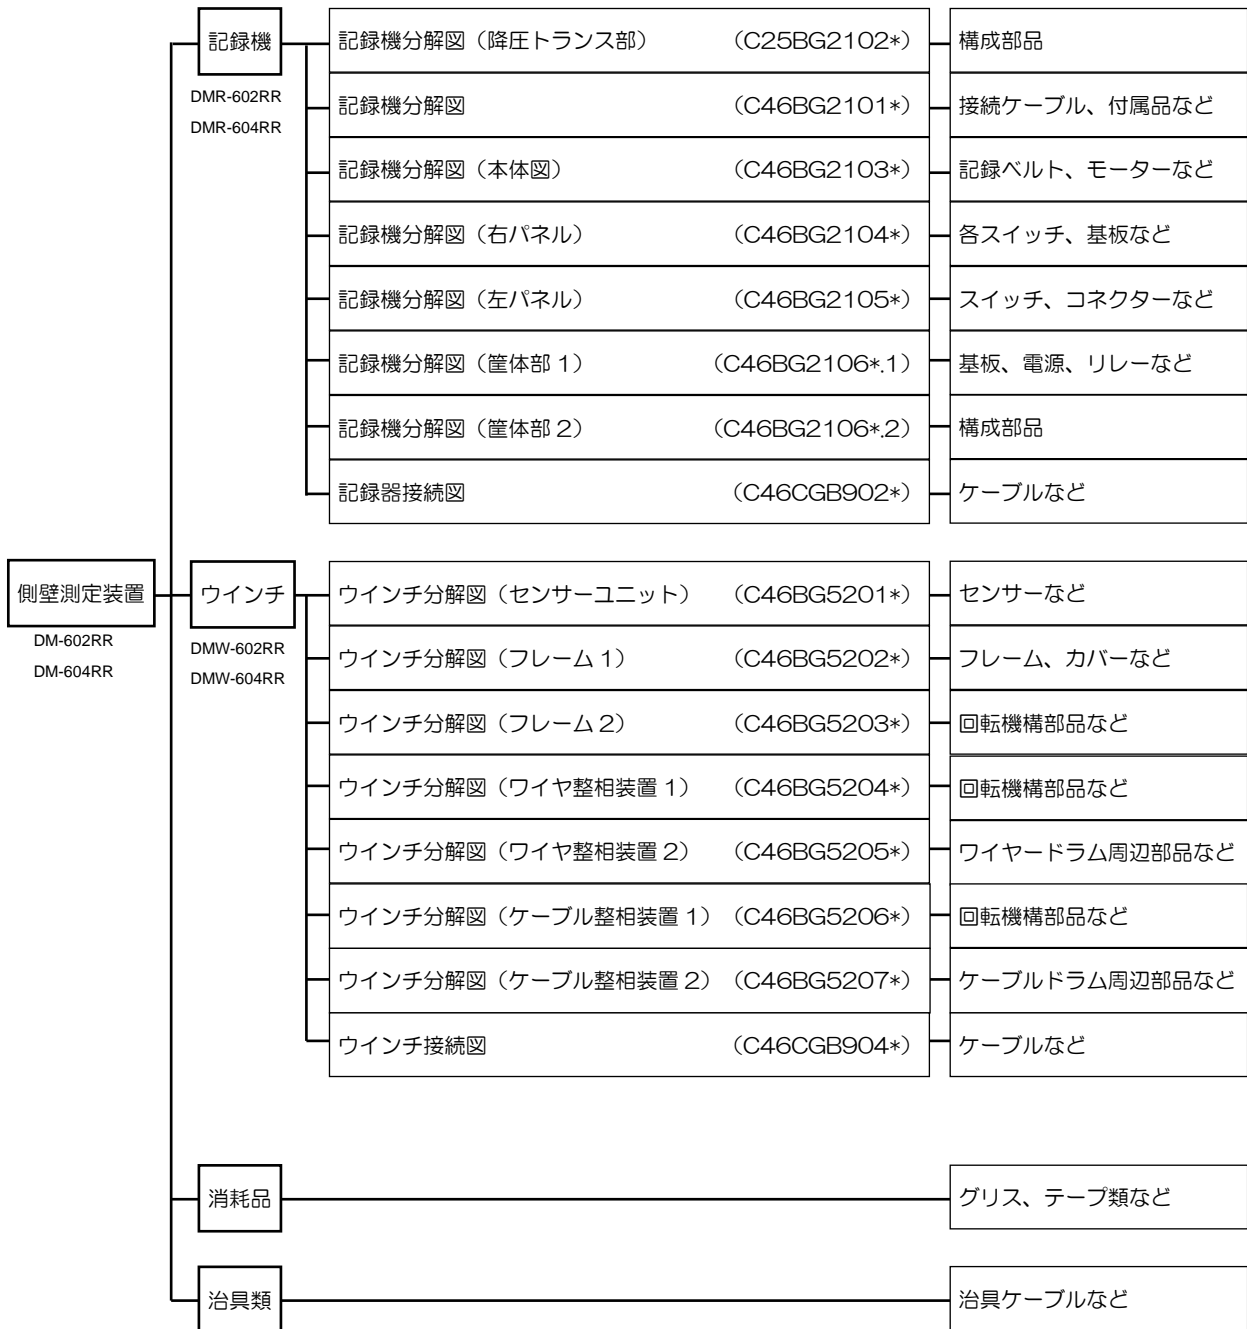 記録機
DMR-602RR
DMR-604RR
記録機分解図（降圧トランス部） （C25BG2102*） 構成部品
記録機分解図 （C46BG2101*） 接続ケーブル、付属品など
記録機分解図（本体図） （C46BG2103*） 記録ベルト、モーターなど
記録機分解図（右パネル） （C46BG2104*） 各スイッチ、基板など
記録機分解図（左パネル） （C46BG2105*） スイッチ、コネクターなど
記録機分解図（筐体部 1） （C46BG2106*.1） 基板、電源、リレーなど
記録機分解図（筐体部 2） （C46BG2106*.2） 構成部品
記録器接続図 （C46CGB902*） ケーブルなど
側壁測定装置
DM-602RR
DM-604RR
ウインチ
DMW-602RR
DMW-604RR
ウインチ分解図（センサーユニット） （C46BG5201*） センサーなど
ウインチ分解図（フレーム 1） （C46BG5202*） フレーム、カバーなど
ウインチ分解図（フレーム 2） （C46BG5203*） 回転機構部品など
ウインチ分解図（ワイヤ整相装置 1） （C46BG5204*） 回転機構部品など
ウインチ分解図（ワイヤ整相装置 2） （C46BG5205*） ワイヤードラム周辺部品など
ウインチ分解図（ケーブル整相装置 1） （C46BG5206*） 回転機構部品など
ウインチ分解図（ケーブル整相装置 2） （C46BG5207*） ケーブルドラム周辺部品など
ウインチ接続図 （C46CGB904*） ケーブルなど
消耗品 グリス、テープ類など
治具類 治具ケーブルなど